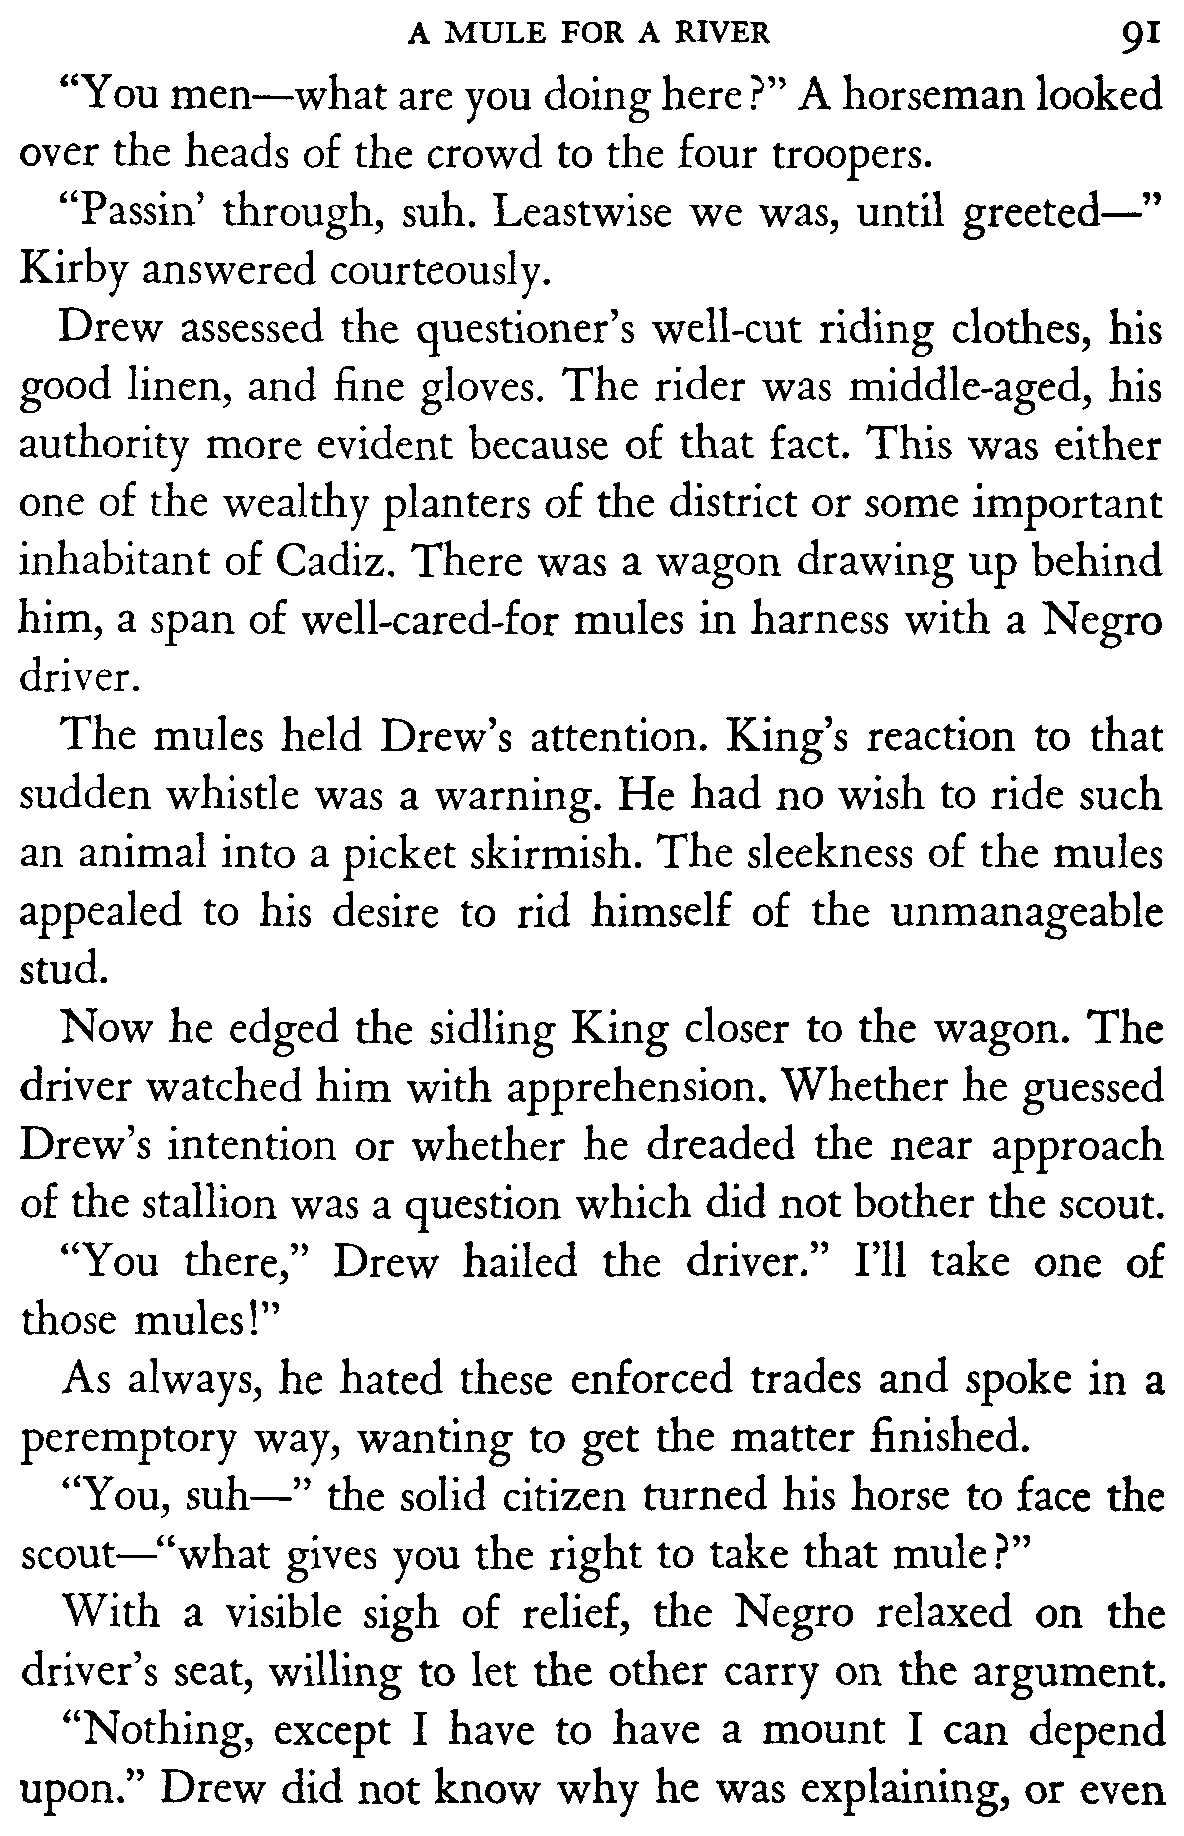 A MULE FOR A RIVER 91
“You men—what are you doing here?” A horseman looked
over the heads of the crowd to the four troopers.
“Passin’ through, suh. Leastwise we was, until greeted—”
Kirby answered courteously.
Drew assessed the questioner’s well-cut riding clothes, his
good linen, and fine gloves. The rider was middle-aged, his
authority more evident because of that fact. This was either
one of the wealthy planters of the district or some important
inhabitant of Cadiz. There was a wagon drawing up behind
him, a span of well-cared-for mules in harness with a Negro
driver.
The mules held Drew’s attention. King’s reaction to that
sudden whistle was a warning. He had no wish to ride such
an animal into a picket skirmish. The sleekness of the mules
appealed to his desire to rid himself of the unmanageable
stud.
Now he edged the sidling King closer to the wagon. The
driver watched him with apprehension. Whether he guessed
Drew’s intention or whether he dreaded the near approach
of the stallion was a question which did not bother the scout.
“You there,” Drew hailed the driver.” I’ll take one of
those mules!”
As always, he hated these enforced trades and spoke in a
peremptory way, wanting to get the matter finished.
“You, suh—” the solid citizen turned his horse to face the
scout—“what gives you the right to take that mule?”
With a visible sigh of relief, the Negro relaxed on the
driver’s seat, willing to let the other carry on the argument.
“Nothing, except I have to have a mount I can depend
upon.” Drew did not know why he was explaining, or even